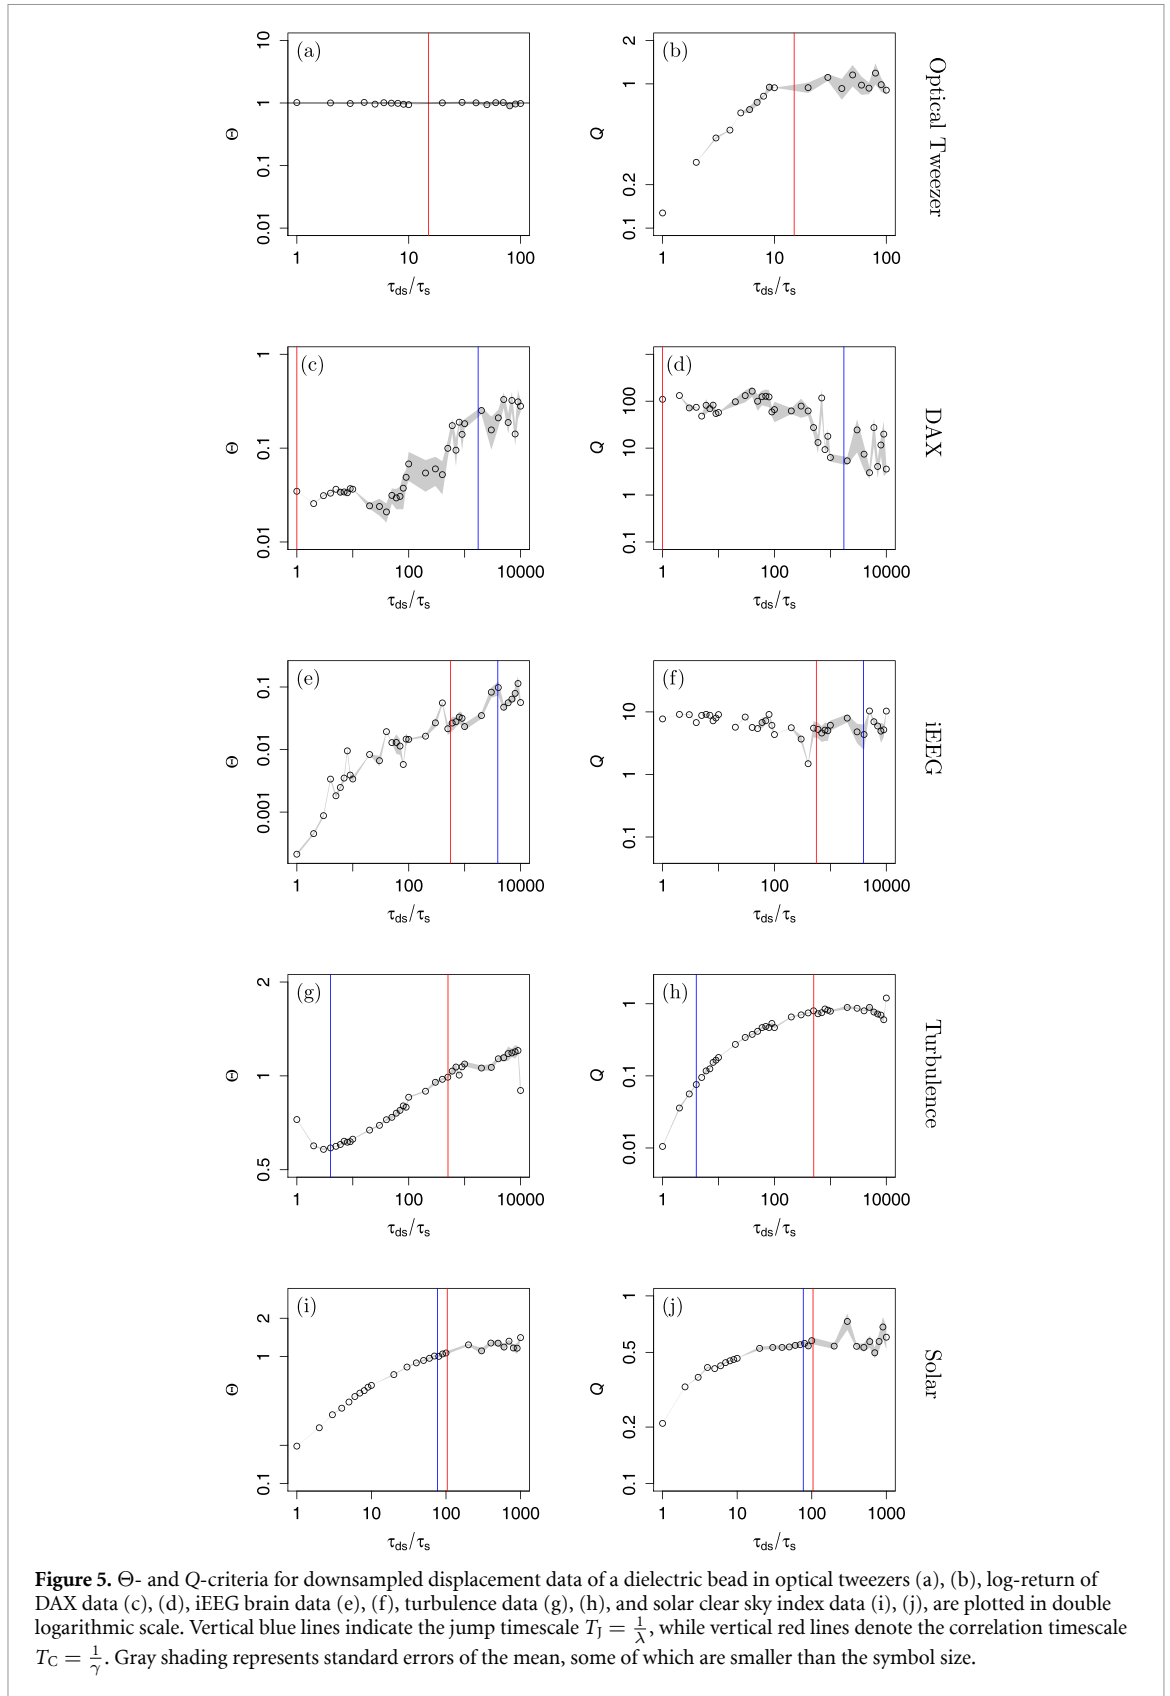 (a)
10
1
0.1
0.01
Θ
1
10
100
τds/τs
(b)
2
1
0.2
0.1
Q
1
10
100
τds/τs
Optical Tweezer
(c)
1
0.1
0.01
Θ
1
100
10000
τds/τs
(d)
100
10
1
0.1
Q
1
100
10000
τds/τs
DAX
(e)
0.1
0.01
0.001
Θ
1
100
10000
τds/τs
(f)
10
1
0.1
Q
1
100
10000
τds/τs
iEEG
(g)
2
1
0.5
Θ
1
100
10000
τds/τs
(h)
1
0.1
0.01
Q
1
100
10000
τds/τs
Turbulence
(i)
2
1
0.1
Θ
1
10
100
1000
τds/τs
(j)
1
0.5
0.2
0.1
Q
1
10
100
1000
τds/τs
Solar
Figure 5. Θ- and Q-criteria for downsampled displacement data of a dielectric bead in optical tweezers (a), (b), log-return of
DAX data (c), (d), iEEG brain data (e), (f), turbulence data (g), (h), and solar clear sky index data (i), (j), are plotted in double
logarithmic scale. Vertical blue lines indicate the jump timescale TJ = 1/λ, while vertical red lines denote the correlation timescale
TC = 1/γ. Gray shading represents standard errors of the mean, some of which are smaller than the symbol size.